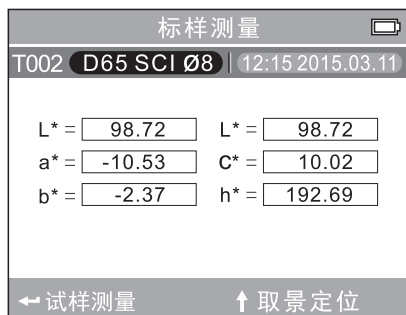 标样测量
T002 D65 SCI Ø8 12:15 2015.03.11
L* = 98.72 L* = 98.72
a* = -10.53 C* = 10.02
b* = -2.37 h* = 192.69
试样测量 取景定位